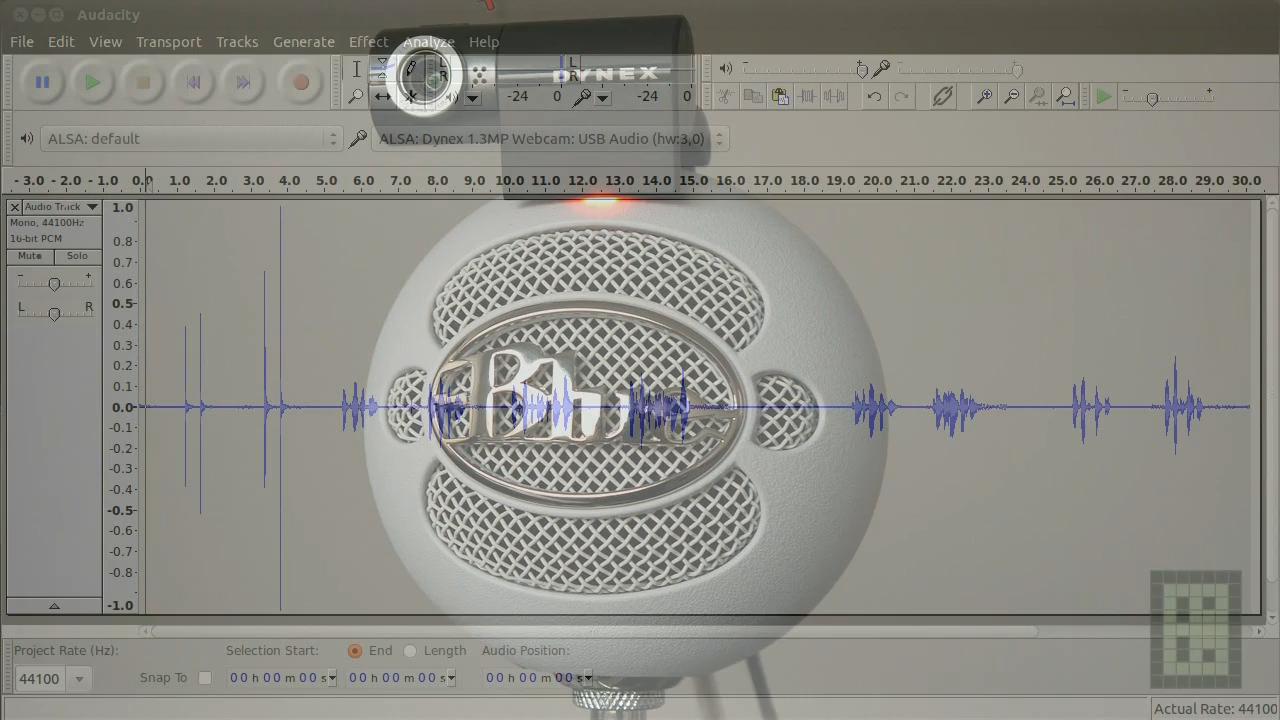 Audacity
File Edit View Transport Tracks Generate Effect Analyze Help
L R L R
DYNEX
-24 0 -24 0
ALSA: default ALSA: Dynex 1.3MP Webcam: USB Audio (hw:3,0)
- 3.0 - 2.0 - 1.0 0.0 1.0 2.0 3.0 4.0 5.0 6.0 7.0 8.0 9.0 10.0 11.0 12.0 13.0 14.0 15.0 16.0 17.0 18.0 19.0 20.0 21.0 22.0 23.0 24.0 25.0 26.0 27.0 28.0 29.0 30.0
Audio Track
Mono, 44100Hz
16-bit PCM
Mute Solo
- +
L R
1.0
0.8
0.7
0.6
0.5
0.4
0.3
0.2
0.1
0.0
-0.1
-0.2
-0.3
-0.4
-0.5
-0.6
-0.7
-0.8
-1.0
Blue
Project Rate (Hz): Selection Start: End Length Audio Position:
44100 Snap To 00 h 00 m 00 s 00 h 00 m 00 s 00 h 00 m 00 s
Actual Rate: 44100